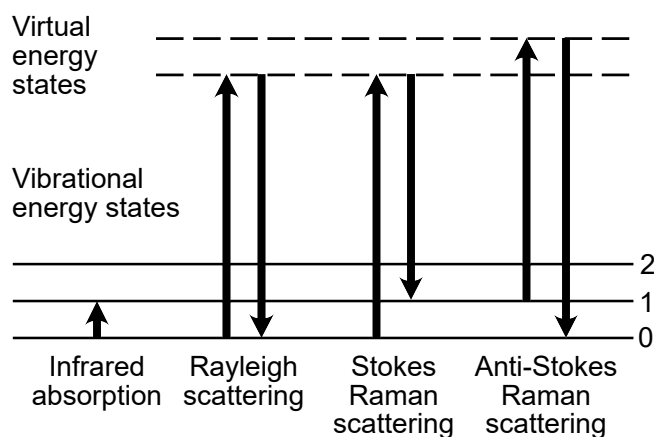 Virtual
energy
states
Vibrational
energy states
2
1
0
Infrared
absorption
Rayleigh
scattering
Stokes
Raman
scattering
Anti-Stokes
Raman
scattering